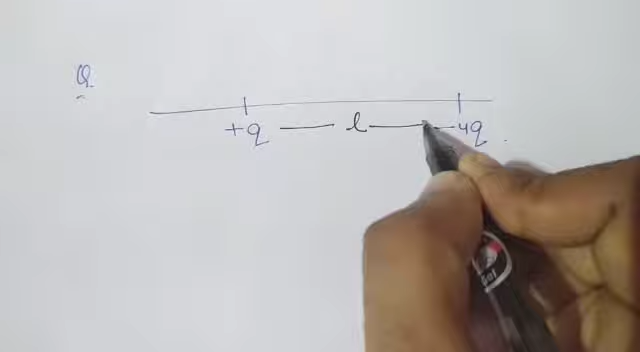 Q
+q — l — 4q